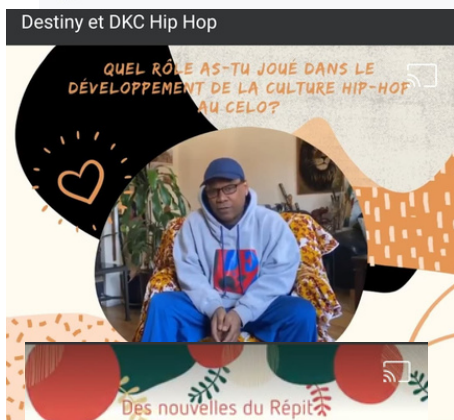 Destiny et DKC Hip Hop
QUEL RÔLE AS-TU JOUÉ DANS LE
DÉVELOPPEMENT DE LA CULTURE HIP-HOP
AU CELO?
Des nouvelles du Répit